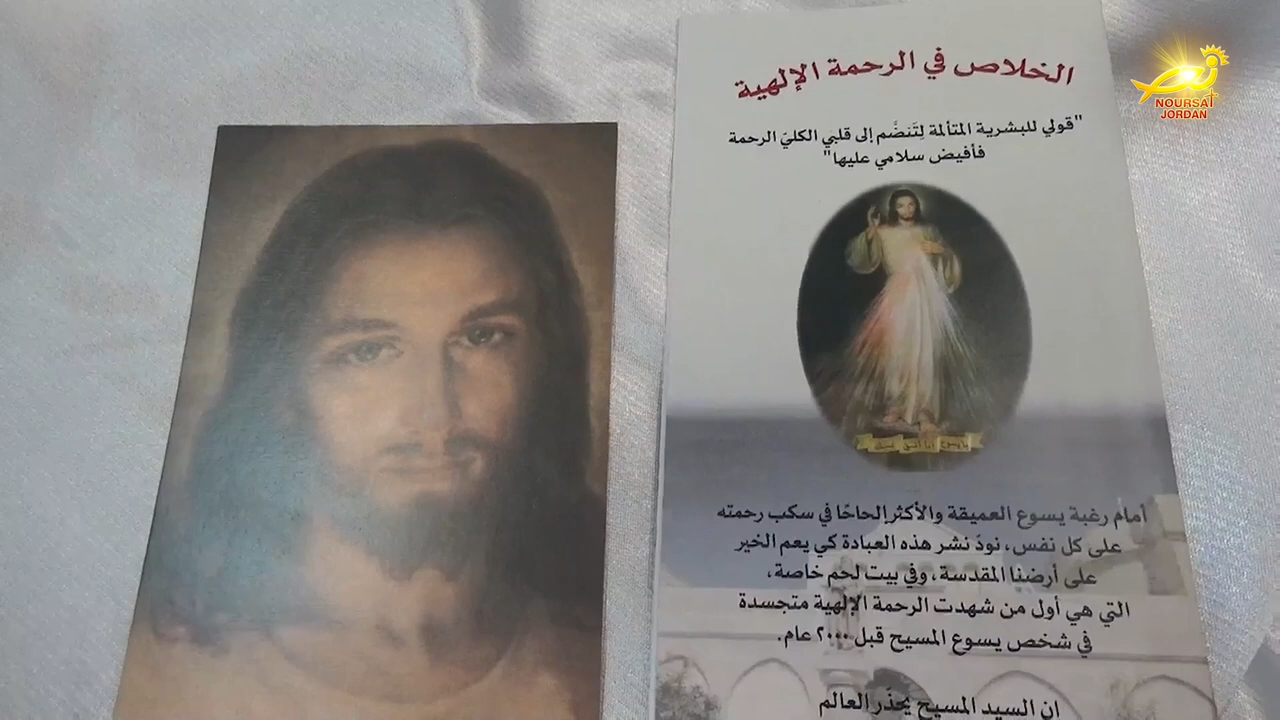 الخلاص في الرحمة الإلهية
"قولي للبشرية المتألمة لِتَنضَّم إلى قلبي الكليّ الرحمة
فأفيض سلامي عليها"
أمام رغبة يسوع العميقة والأكثر إلحاحًا في سكب رحمته
على كل نفس، نودّ نشر هذه العبادة كي يعم الخير
على أرضنا المقدسة، وفي بيت لحم خاصة،
التي هي أول من شهدت الرحمة الإلهية متجسدة
في شخص يسوع المسيح قبل ٢٠٠٠ عام.
ان السيد المسيح يحذّر العالم
NOURSAT
JORDAN